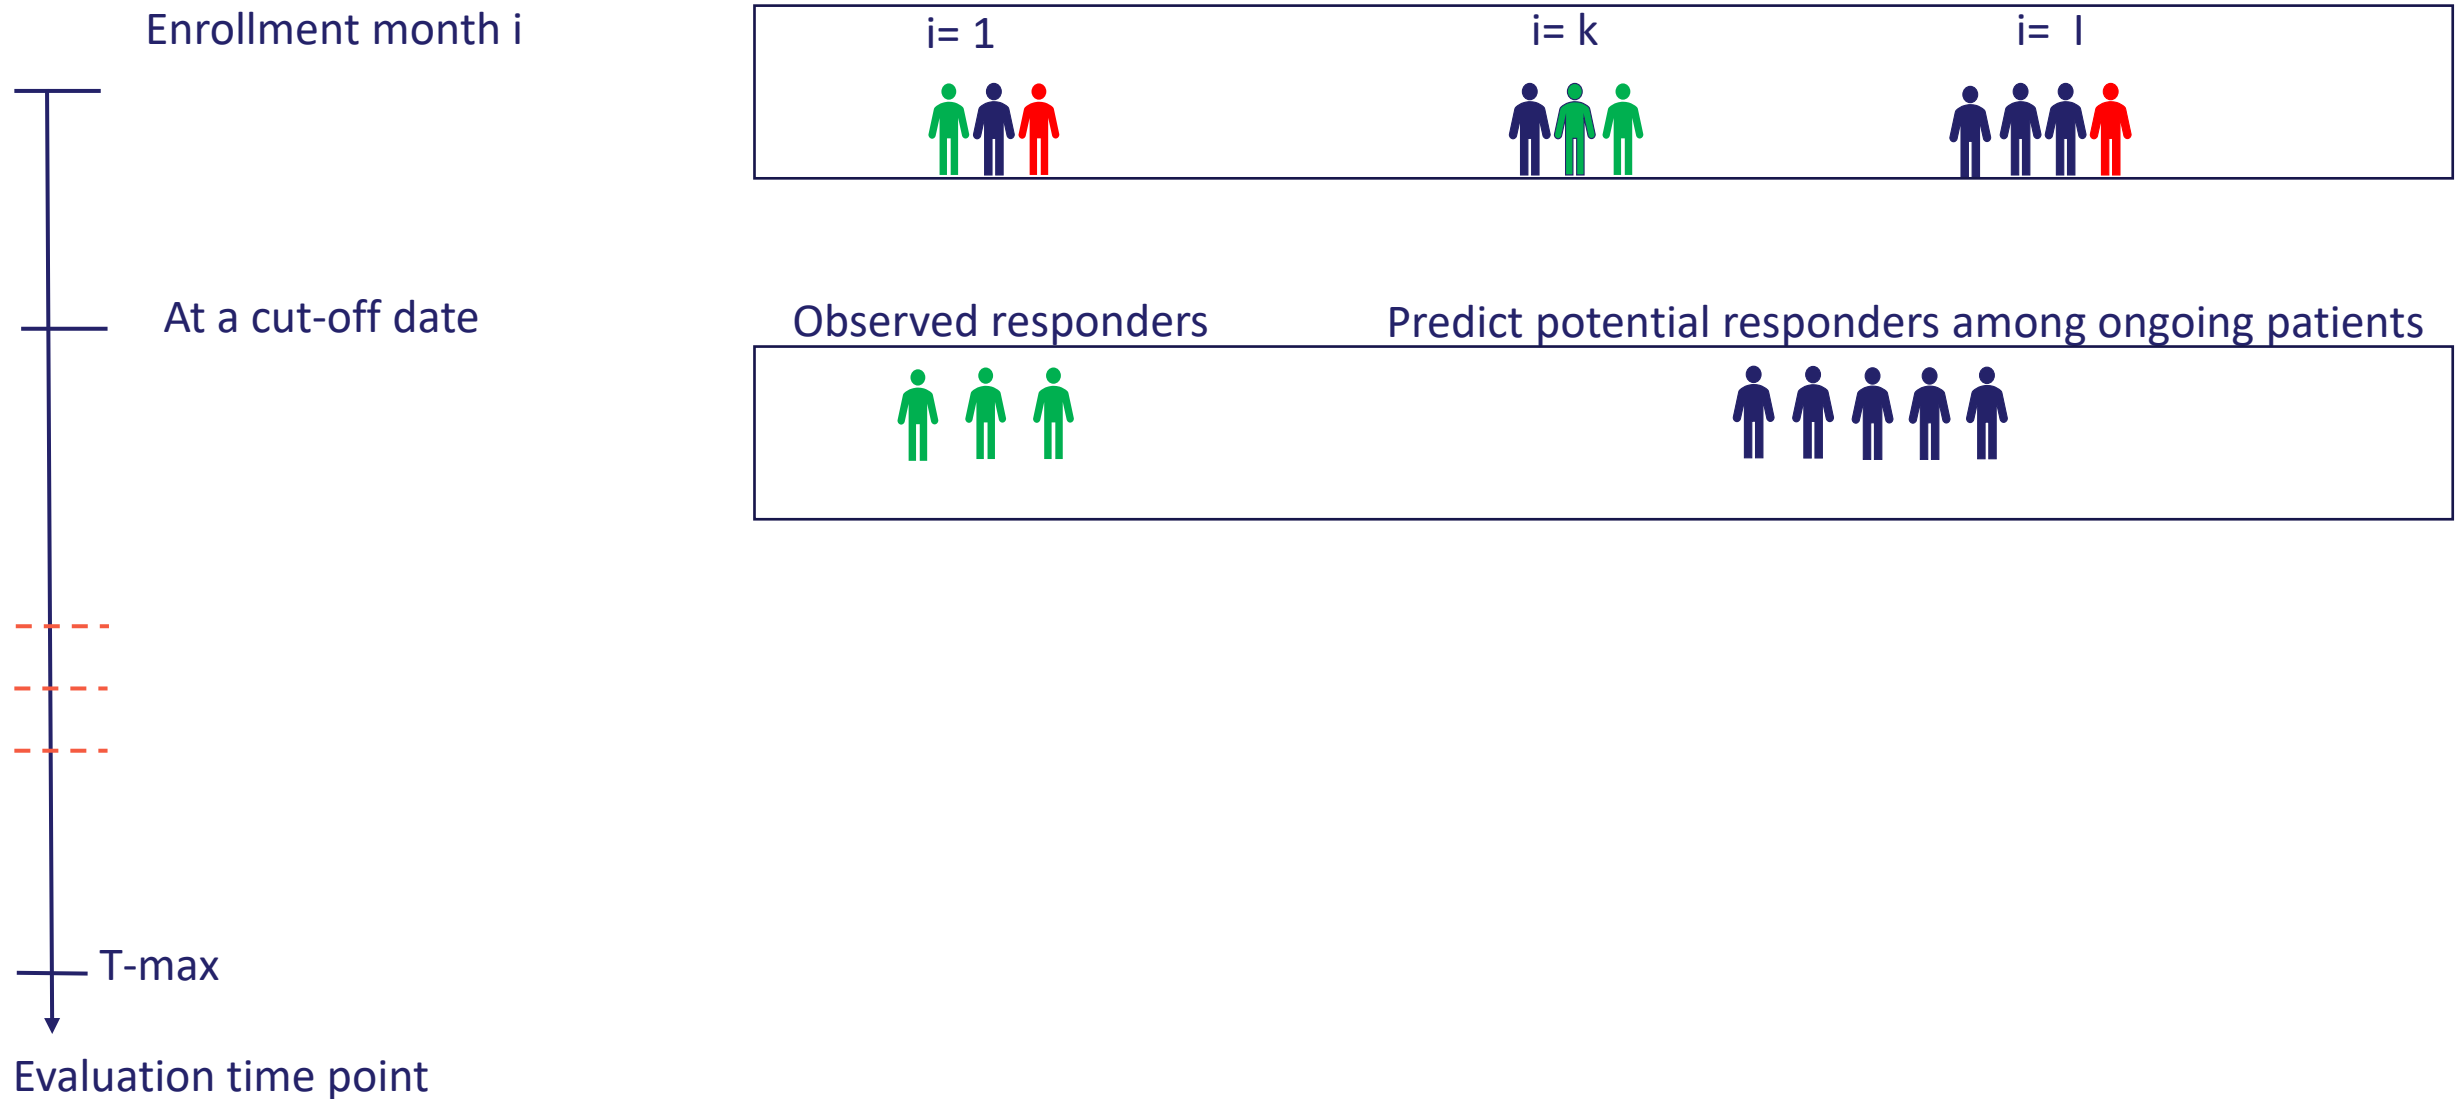 Enrollment month i
i= 1
i= k
i= I
At a cut-off date
Observed responders
Predict potential responders among ongoing patients
T-max
Evaluation time point